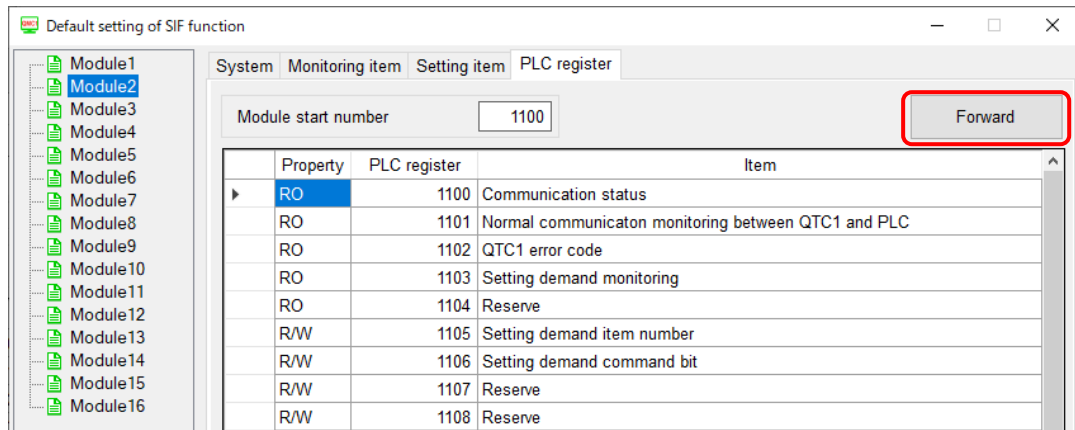 QTC1 Default setting of SIF function
Module1
Module2
Module3
Module4
Module5
Module6
Module7
Module8
Module9
Module10
Module11
Module12
Module13
Module14
Module15
Module16
System Monitoring item Setting item PLC register
Module start number 1100 Forward
Property PLC register Item
RO 1100 Communication status
RO 1101 Normal communicaton monitoring between QTC1 and PLC
RO 1102 QTC1 error code
RO 1103 Setting demand monitoring
RO 1104 Reserve
R/W 1105 Setting demand item number
R/W 1106 Setting demand command bit
R/W 1107 Reserve
R/W 1108 Reserve